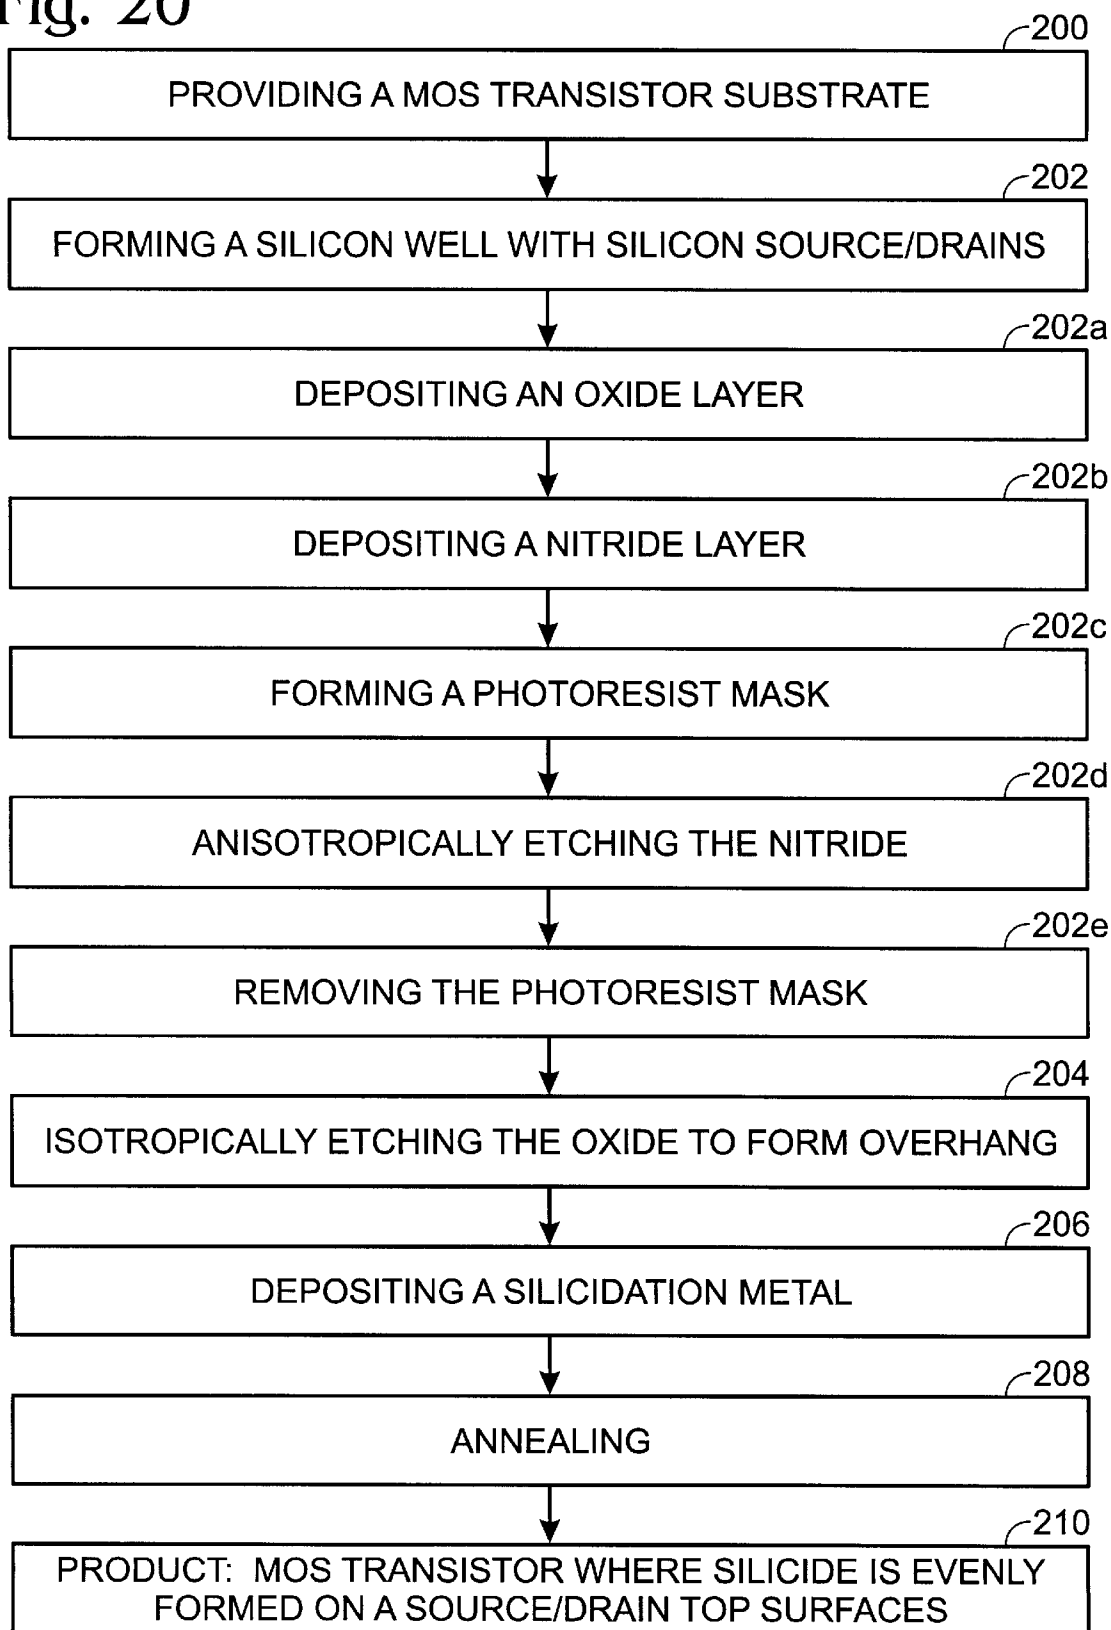 Fig. 20
200
PROVIDING A MOS TRANSISTOR SUBSTRATE
202
FORMING A SILICON WELL WITH SILICON SOURCE/DRAINS
202a
DEPOSITING AN OXIDE LAYER
202b
DEPOSITING A NITRIDE LAYER
202c
FORMING A PHOTORESIST MASK
202d
ANISOTROPICALLY ETCHING THE NITRIDE
202e
REMOVING THE PHOTORESIST MASK
204
ISOTROPICALLY ETCHING THE OXIDE TO FORM OVERHANG
206
DEPOSITING A SILICIDATION METAL
208
ANNEALING
210
PRODUCT: MOS TRANSISTOR WHERE SILICIDE IS EVENLY
FORMED ON A SOURCE/DRAIN TOP SURFACES